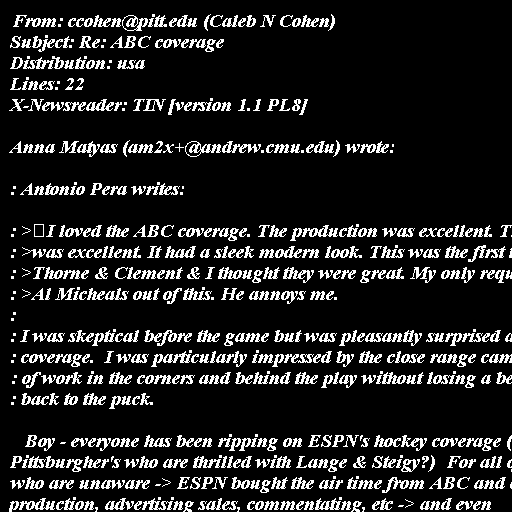 From: ccohen@pitt.edu (Caleb N Cohen)
Subject: Re: ABC coverage
Distribution: usa
Lines: 22
X-Newsreader: TIN [version 1.1 PL8]
Anna Matyas (am2x+@andrew.cmu.edu) wrote:
: Antonio Pera writes:
: >I loved the ABC coverage. The production was excellent.
: >was excellent. It had a sleek modern look. This was the first
: >Thorne & Clement & I thought they were great. My only
: >Al Micheals out of this. He annoys me.
:
: I was skeptical before the game but was pleasantly surprised
: coverage. I was particularly impressed by the close range
: of work in the corners and behind the play without losing a
: back to the puck.
Boy - everyone has been ripping on ESPN's hockey coverage (
Pittsburgher's who are thrilled with Lange & Steigy?) For all
who are unaware -> ESPN bought the air time from ABC and
production, advertising sales, commentating, etc -> and even